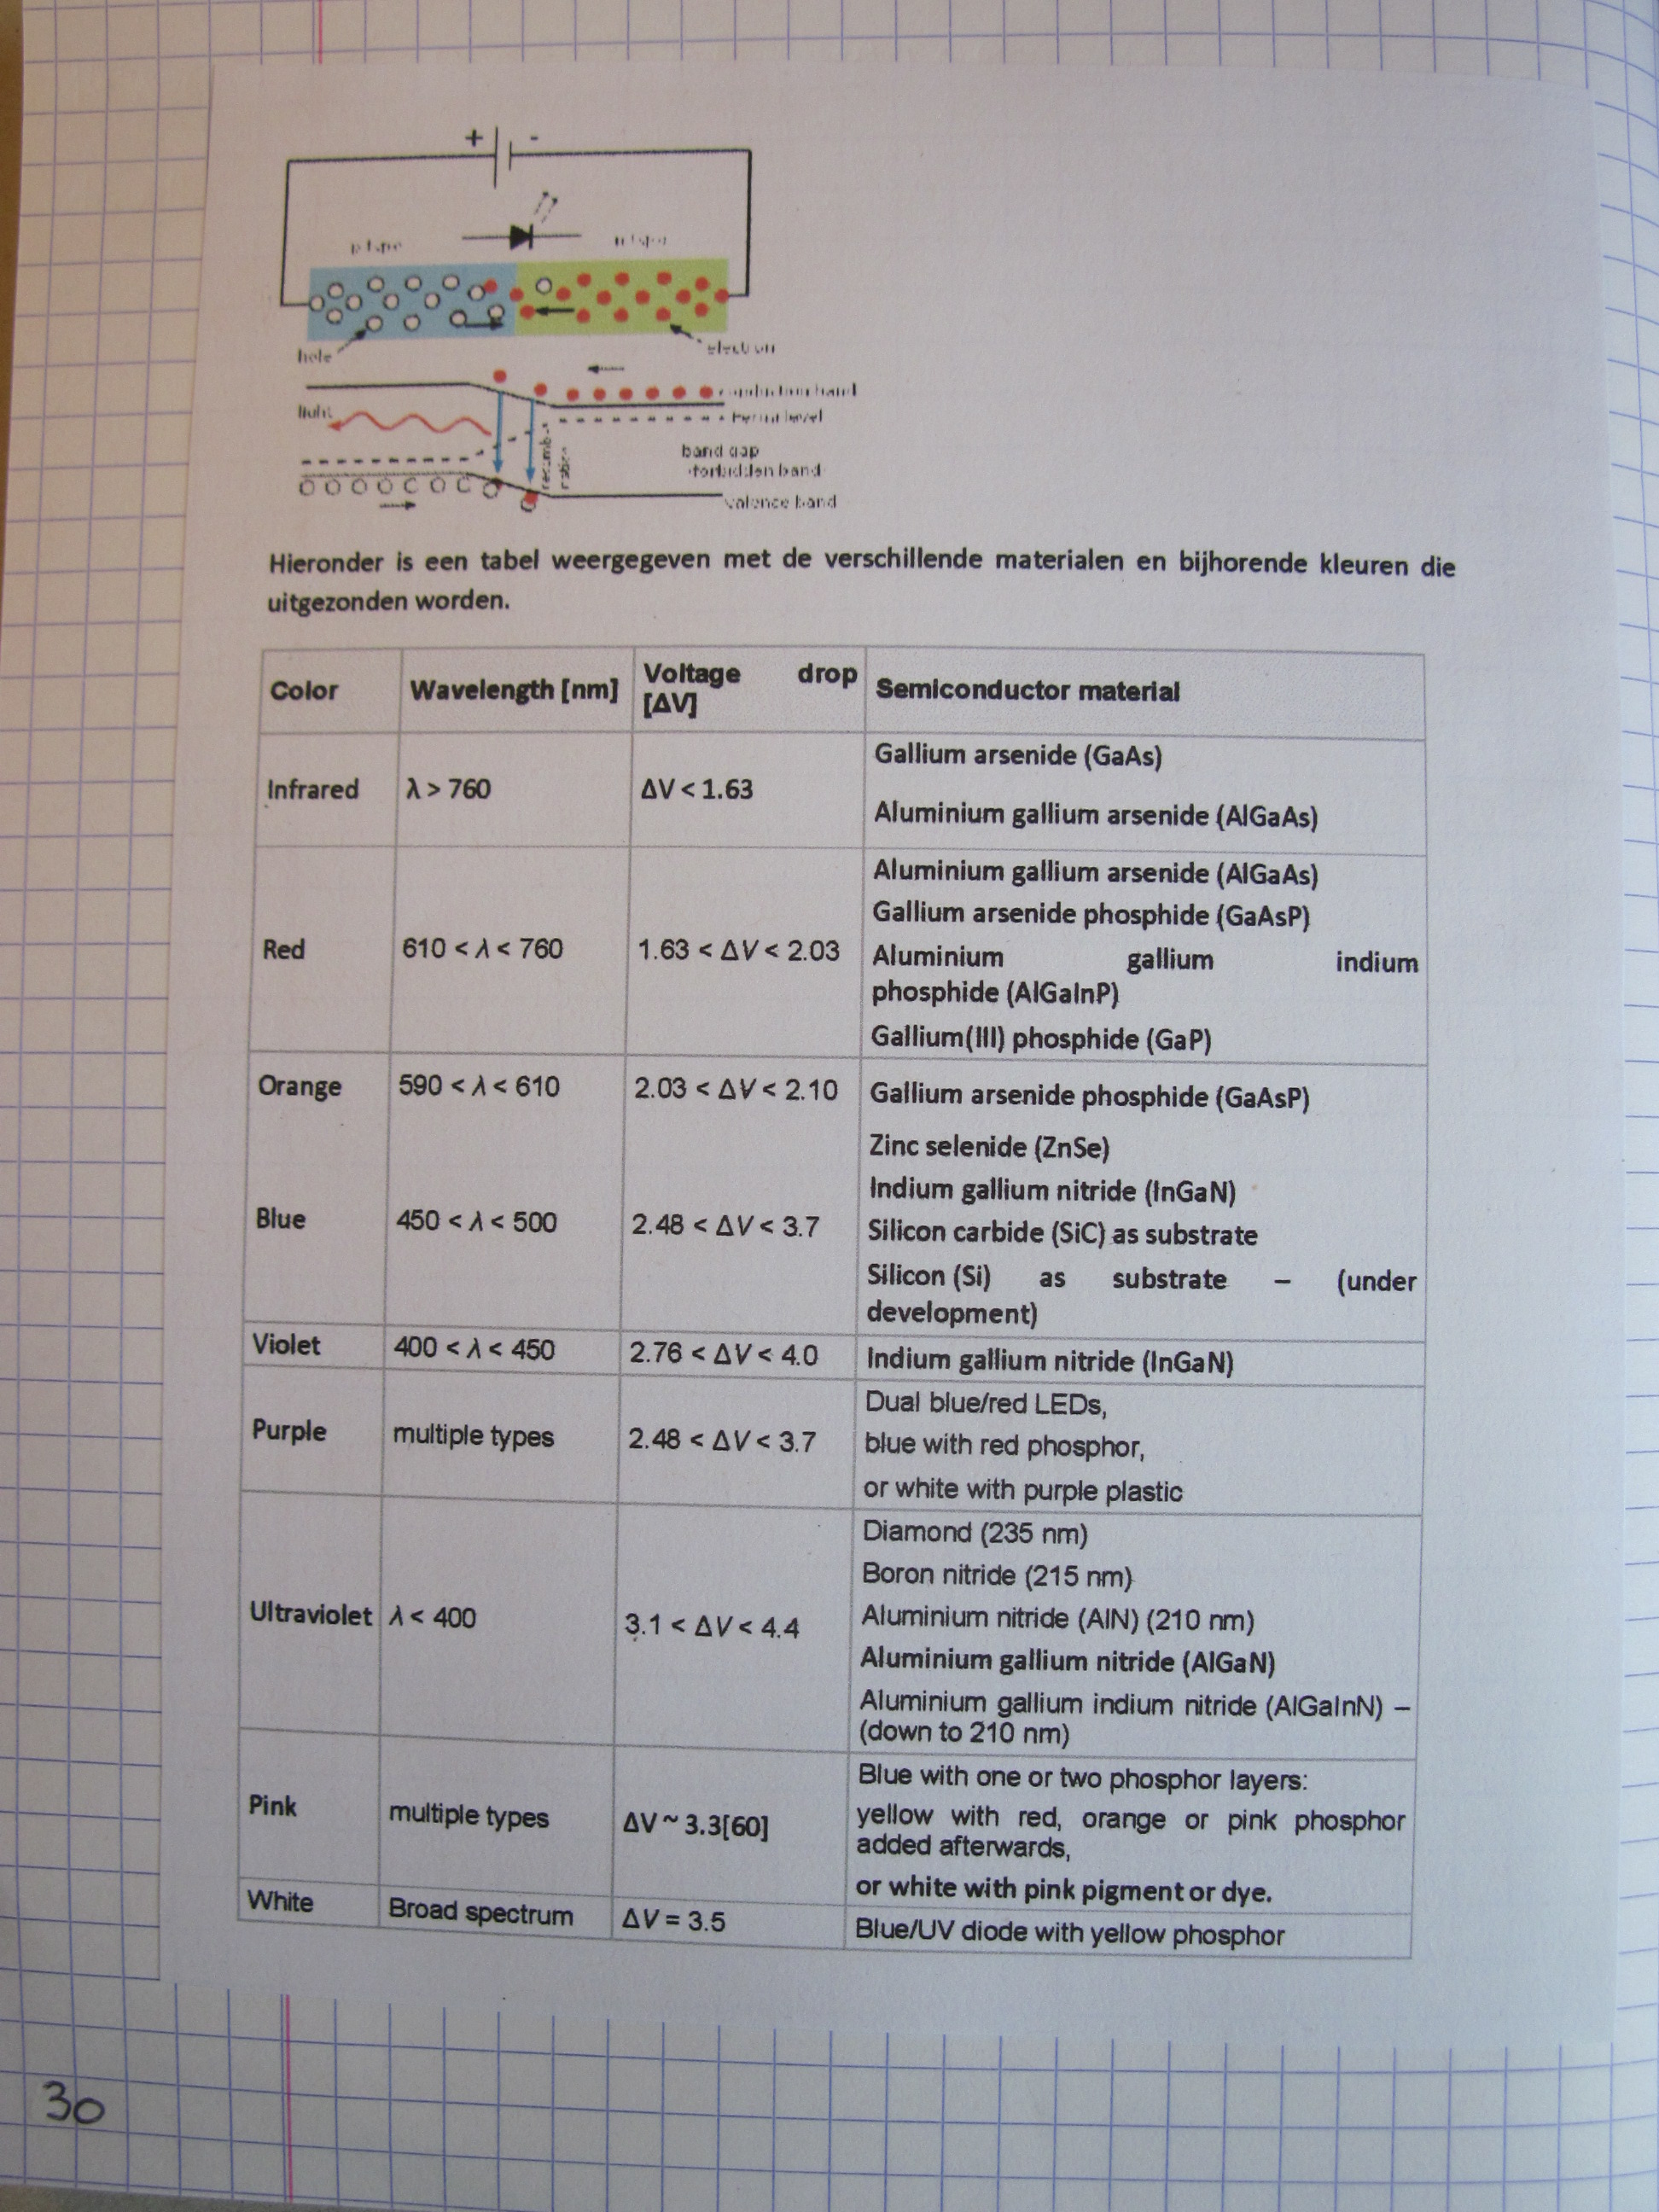 + -
p-type
n-type
hole
electron
conduction band
light
Fermi level
band gap
forbidden band
valence band
Hieronder is een tabel weergegeven met de verschillende materialen en bijhorende kleuren die
uitgezonden worden.
Color Wavelength [nm] Voltage drop [ΔV] Semiconductor material
Infrared λ > 760 ΔV < 1.63 Gallium arsenide (GaAs)
Aluminium gallium arsenide (AlGaAs)
Red 610 < λ < 760 1.63 < ΔV < 2.03 Aluminium gallium arsenide (AlGaAs)
Gallium arsenide phosphide (GaAsP)
Aluminium gallium indium
phosphide (AlGaInP)
Gallium(III) phosphide (GaP)
Orange 590 < λ < 610 2.03 < ΔV < 2.10 Gallium arsenide phosphide (GaAsP)
Blue 450 < λ < 500 2.48 < ΔV < 3.7 Zinc selenide (ZnSe)
Indium gallium nitride (InGaN)
Silicon carbide (SiC) as substrate
Silicon (Si) as substrate – (under
development)
Violet 400 < λ < 450 2.76 < ΔV < 4.0 Indium gallium nitride (InGaN)
Purple multiple types 2.48 < ΔV < 3.7 Dual blue/red LEDs,
blue with red phosphor,
or white with purple plastic
Ultraviolet λ < 400 3.1 < ΔV < 4.4 Diamond (235 nm)
Boron nitride (215 nm)
Aluminium nitride (AlN) (210 nm)
Aluminium gallium nitride (AlGaN)
Aluminium gallium indium nitride (AlGaInN) –
(down to 210 nm)
Pink multiple types ΔV ~ 3.3[60] Blue with one or two phosphor layers:
yellow with red, orange or pink phosphor
added afterwards,
or white with pink pigment or dye.
White Broad spectrum ΔV = 3.5 Blue/UV diode with yellow phosphor
30